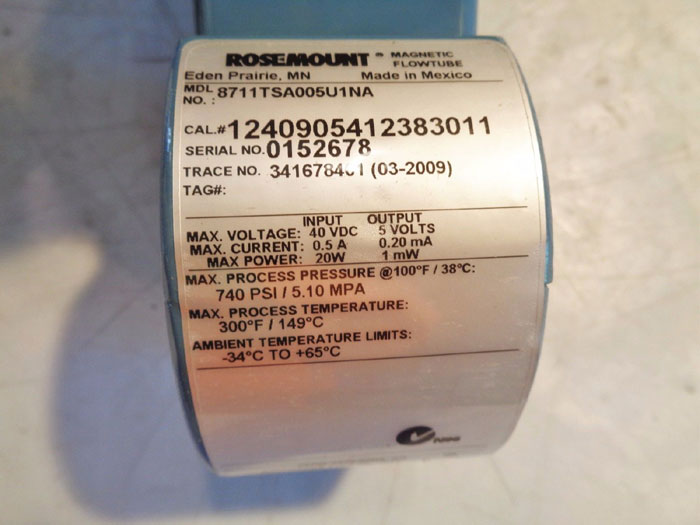 ROSEMOUNT® MAGNETIC FLOWTUBE
Eden Prairie, MN Made in Mexico
MDL NO.: 8711TSA005U1NA
CAL.# 1240905412383011
SERIAL NO. 0152678
TRACE NO. (03-2009)
TAG#:
INPUT OUTPUT
MAX. VOLTAGE: 40 VDC 5 VOLTS
MAX. CURRENT: 0.5 A 0.20 mA
MAX POWER: 20W 1 mW
MAX. PROCESS PRESSURE @100°F / 38°C:
740 PSI / 5.10 MPA
MAX. PROCESS TEMPERATURE:
300°F / 149°C
AMBIENT TEMPERATURE LIMITS:
-34°C TO +65°C